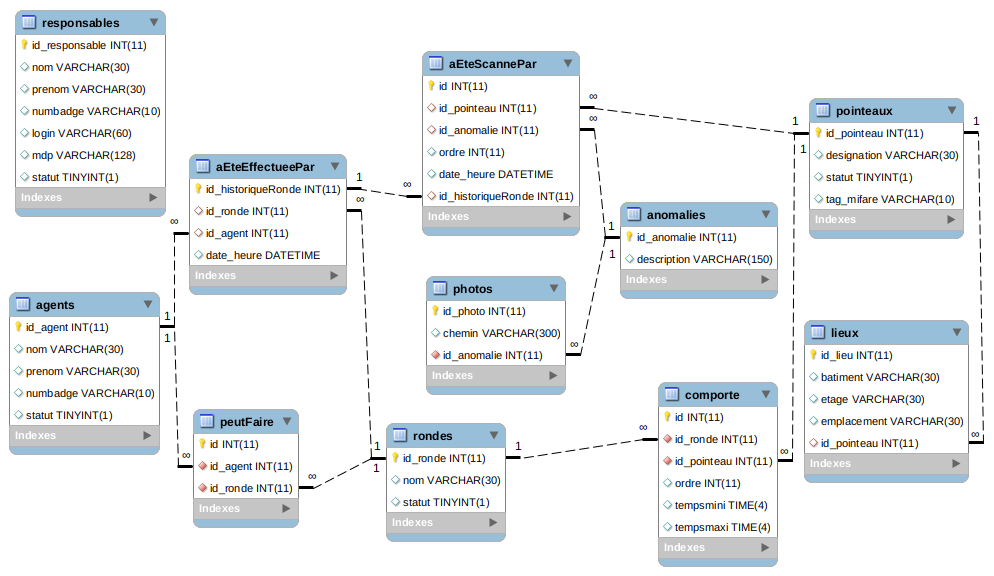 responsables
id_responsable INT(11)
nom VARCHAR(30)
prenom VARCHAR(30)
numbadge VARCHAR(10)
login VARCHAR(60)
mdp VARCHAR(128)
statut TINYINT(1)
Indexes
aEteScannePar
id INT(11)
id_pointeau INT(11)
id_anomalie INT(11)
ordre INT(11)
date_heure DATETIME
id_historiqueRonde INT(11)
Indexes
∞
∞
∞
pointeaux
id_pointeau INT(11)
designation VARCHAR(30)
statut TINYINT(1)
tag_mifare VARCHAR(10)
Indexes
1
1
1
aEteEffectueePar
id_historiqueRonde INT(11)
id_ronde INT(11)
id_agent INT(11)
date_heure DATETIME
Indexes
1
∞
∞
anomalies
id_anomalie INT(11)
description VARCHAR(150)
Indexes
1
1
photos
id_photo INT(11)
chemin VARCHAR(300)
id_anomalie INT(11)
Indexes
∞
agents
id_agent INT(11)
nom VARCHAR(30)
prenom VARCHAR(30)
numbadge VARCHAR(10)
statut TINYINT(1)
Indexes
1
1
lieux
id_lieu INT(11)
batiment VARCHAR(30)
etage VARCHAR(30)
emplacement VARCHAR(30)
id_pointeau INT(11)
Indexes
∞
peutFaire
id INT(11)
id_agent INT(11)
id_ronde INT(11)
Indexes
∞
∞
rondes
id_ronde INT(11)
nom VARCHAR(30)
statut TINYINT(1)
Indexes
1
1
1
comporte
id INT(11)
id_ronde INT(11)
id_pointeau INT(11)
ordre INT(11)
tempsmini TIME(4)
tempsmaxi TIME(4)
Indexes
∞
∞